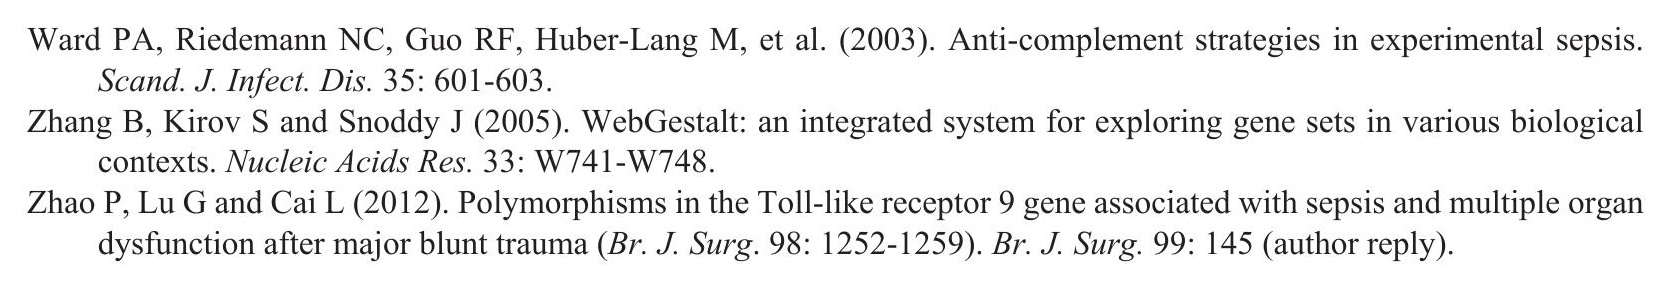 Ward PA, Riedemann NC, Guo RF, Huber-Lang M, et al. (2003). Anti-complement strategies in experimental sepsis.
Scand. J. Infect. Dis. 35: 601-603.
Zhang B, Kirov S and Snoddy J (2005). WebGestalt: an integrated system for exploring gene sets in various biological
contexts. Nucleic Acids Res. 33: W741-W748.
Zhao P, Lu G and Cai L (2012). Polymorphisms in the Toll-like receptor 9 gene associated with sepsis and multiple organ
dysfunction after major blunt trauma (Br. J. Surg. 98: 1252-1259). Br. J. Surg. 99: 145 (author reply).